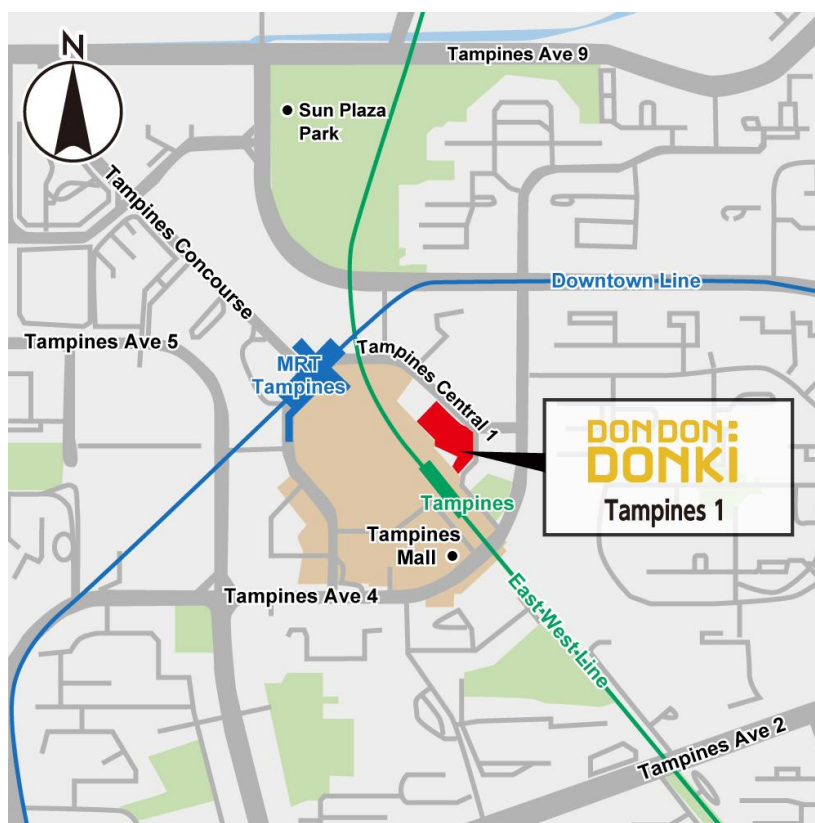 Tampines Ave 9
N
Sun Plaza
Park
Tampines Concourse
Downtown Line
Tampines Ave 5
MRT
Tampines
Tampines Central 1
DON DON:
DONKi
Tampines 1
Tampines
Tampines
Mall
Tampines Ave 4
East-West-Line
Tampines Ave 2